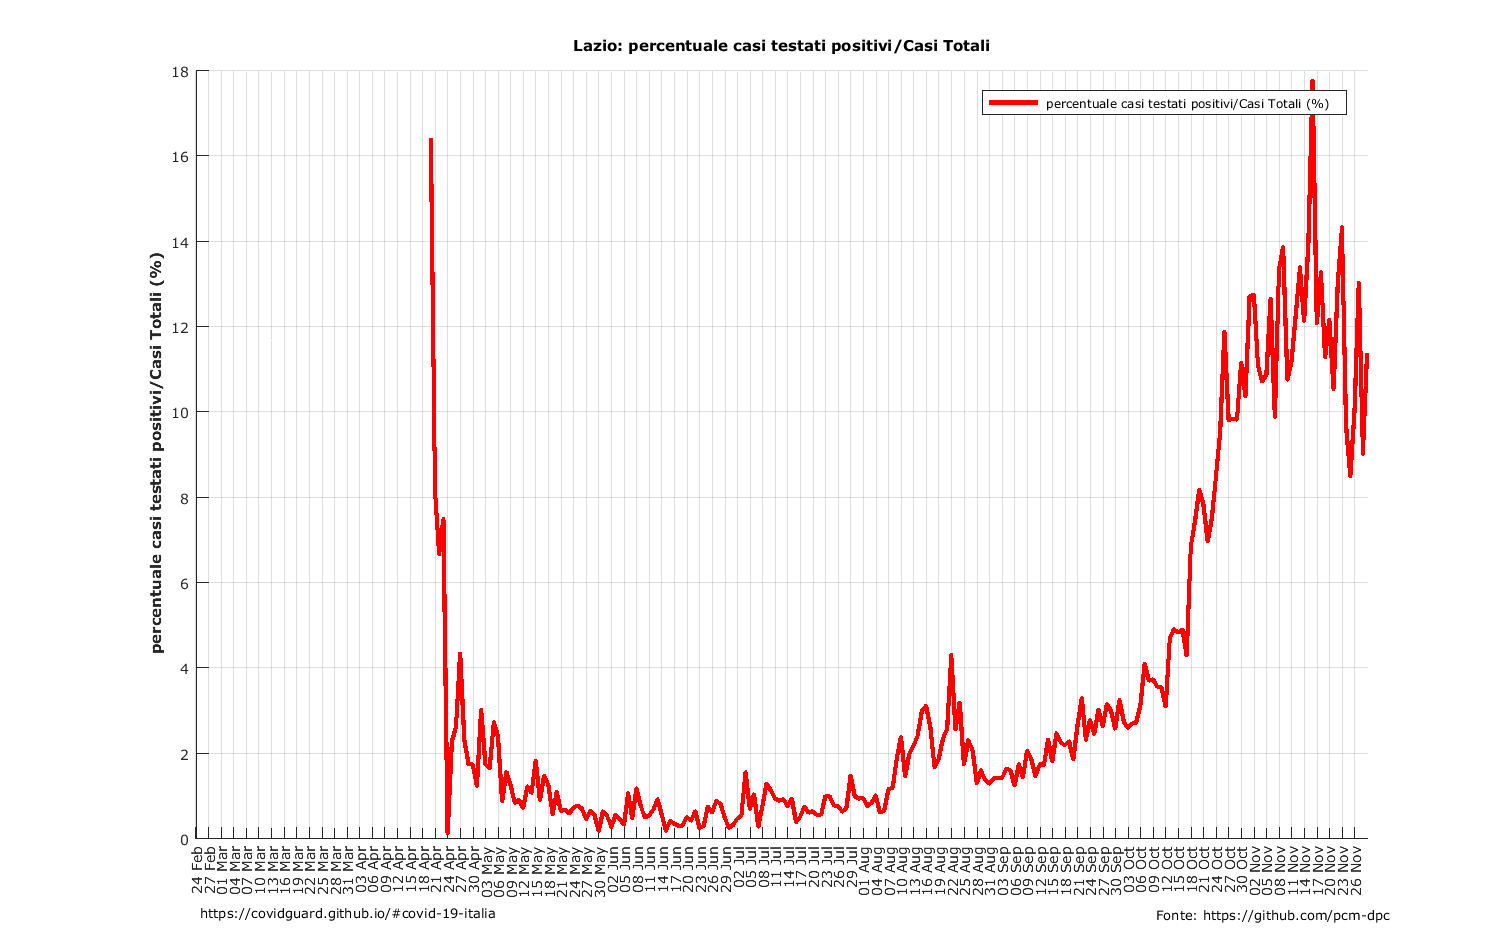 Lazio: percentuale casi testati positivi/Casi Totali
percentuale casi testati positivi/Casi Totali (%)
percentuale casi testati positivi/Casi Totali (%)
18
16
14
12
10
8
6
4
2
0
24 Feb
27 Feb
01 Mar
04 Mar
07 Mar
10 Mar
13 Mar
16 Mar
19 Mar
22 Mar
25 Mar
28 Mar
31 Mar
03 Apr
06 Apr
09 Apr
12 Apr
15 Apr
18 Apr
21 Apr
24 Apr
27 Apr
30 Apr
03 May
06 May
09 May
12 May
15 May
18 May
21 May
24 May
27 May
30 May
02 Jun
05 Jun
08 Jun
11 Jun
14 Jun
17 Jun
20 Jun
23 Jun
26 Jun
29 Jun
02 Jul
05 Jul
08 Jul
11 Jul
14 Jul
17 Jul
20 Jul
23 Jul
26 Jul
29 Jul
01 Aug
04 Aug
07 Aug
10 Aug
13 Aug
16 Aug
19 Aug
22 Aug
25 Aug
28 Aug
31 Aug
03 Sep
06 Sep
09 Sep
12 Sep
15 Sep
18 Sep
21 Sep
24 Sep
27 Sep
30 Sep
03 Oct
06 Oct
09 Oct
12 Oct
15 Oct
18 Oct
21 Oct
24 Oct
27 Oct
30 Oct
02 Nov
05 Nov
08 Nov
11 Nov
14 Nov
17 Nov
20 Nov
23 Nov
26 Nov
https://covidguard.github.io/#covid-19-italia
Fonte: https://github.com/pcm-dpc